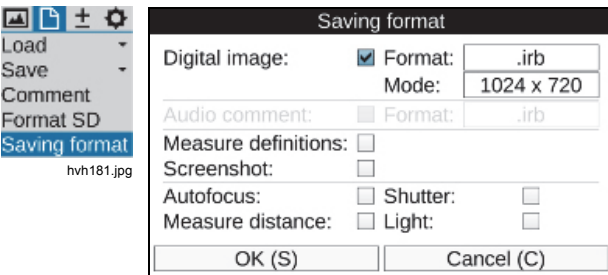 Load
Save
Comment
Format SD
Saving format
hvh181.jpg
Saving format
Digital image: Format: .irb
Mode: 1024 x 720
Audio comment: Format: .irb
Measure definitions:
Screenshot:
Autofocus: Shutter:
Measure distance: Light:
OK (S) Cancel (C)